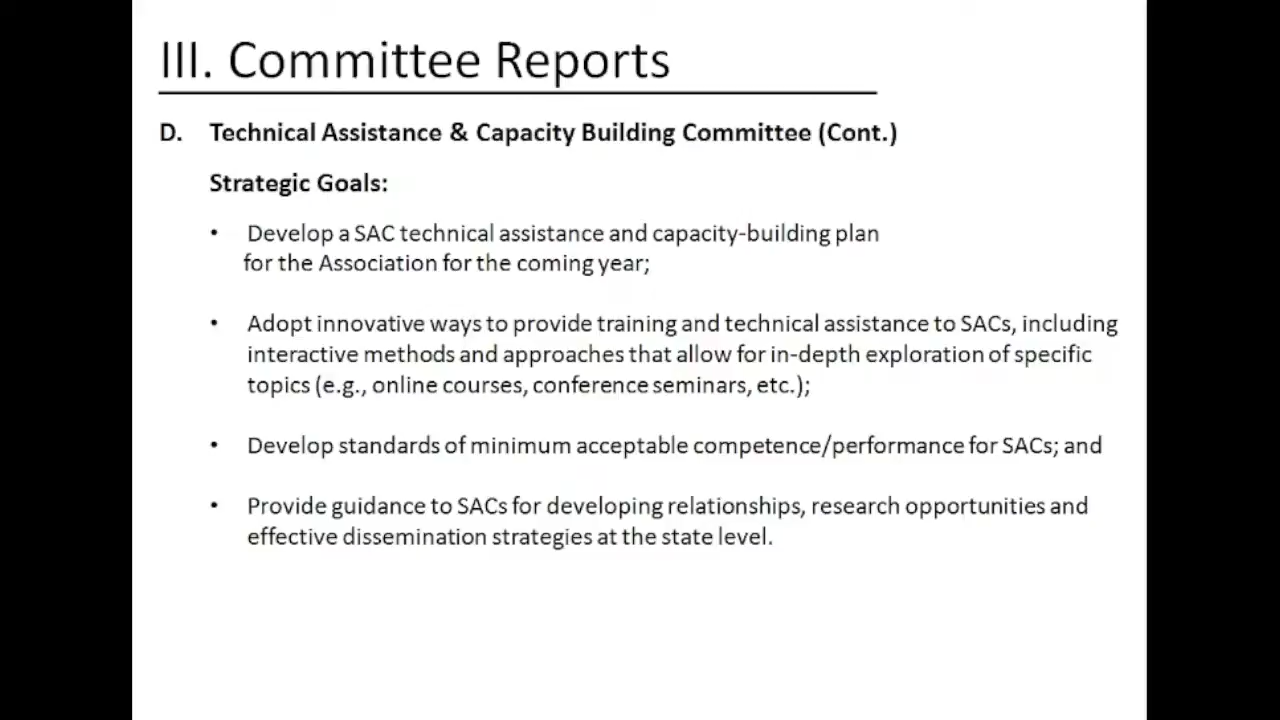 III. Committee Reports
D. Technical Assistance & Capacity Building Committee (Cont.)
Strategic Goals:
• Develop a SAC technical assistance and capacity-building plan
for the Association for the coming year;
• Adopt innovative ways to provide training and technical assistance to SACs, including
interactive methods and approaches that allow for in-depth exploration of specific
topics (e.g., online courses, conference seminars, etc.);
• Develop standards of minimum acceptable competence/performance for SACs; and
• Provide guidance to SACs for developing relationships, research opportunities and
effective dissemination strategies at the state level.